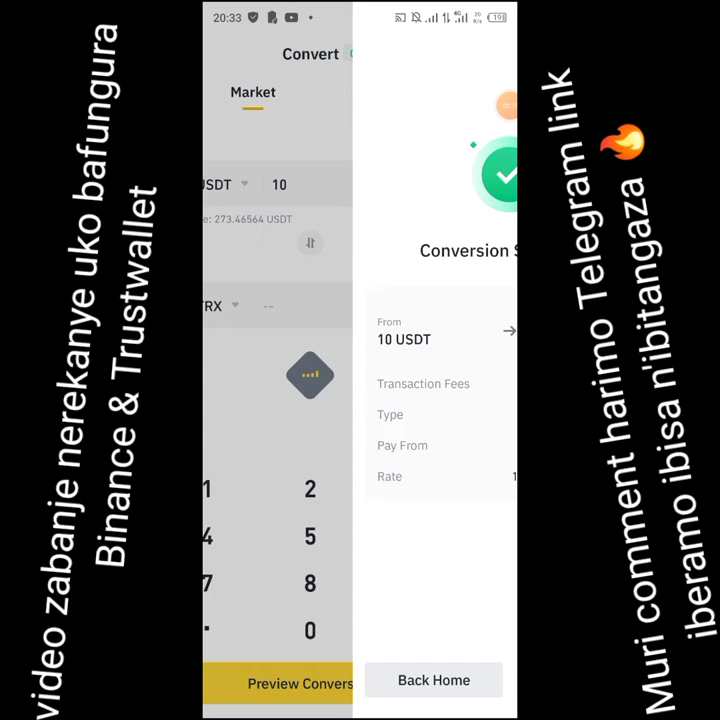 video zabanje nerekanye uko bafungura
Binance & Trustwallet
20:33
19
Convert
Market
USDT 10
e: 273.46564 USDT
TRX --
1 2
4 5
7 8
. 0
Preview Convers
Conversion S
From
10 USDT →
Transaction Fees
Type
Pay From
Rate 1
Back Home
Muri comment harimo Telegram link
iberamo ibisa n'ibitangaza 🔥